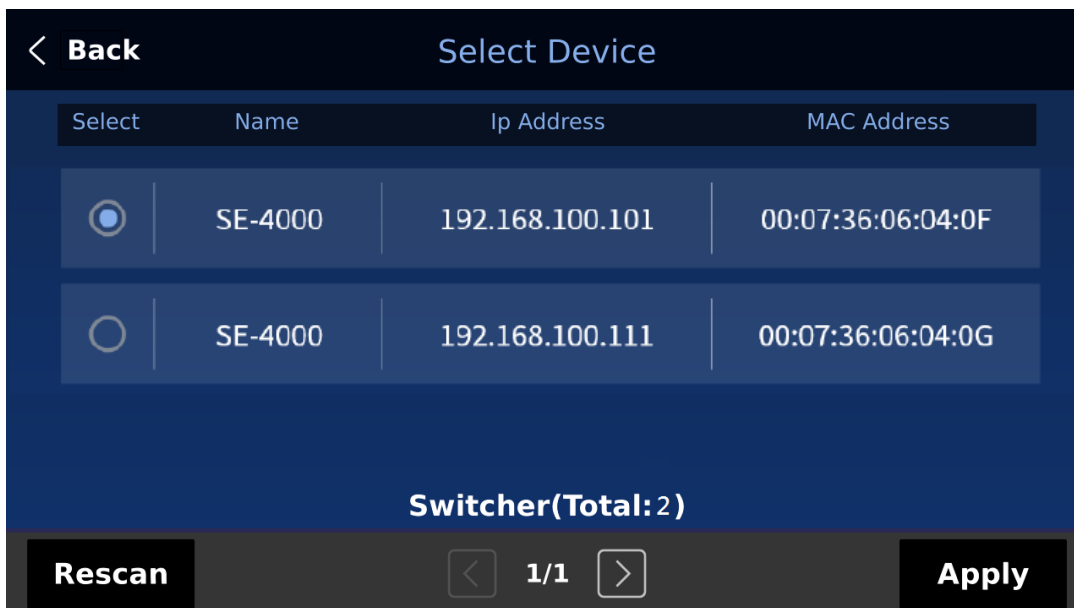 Back
Select Device
Select Name Ip Address MAC Address
SE-4000 192.168.100.101 00:07:36:06:04:0F
SE-4000 192.168.100.111 00:07:36:06:04:0G
Switcher(Total:2)
Rescan 1/1 Apply